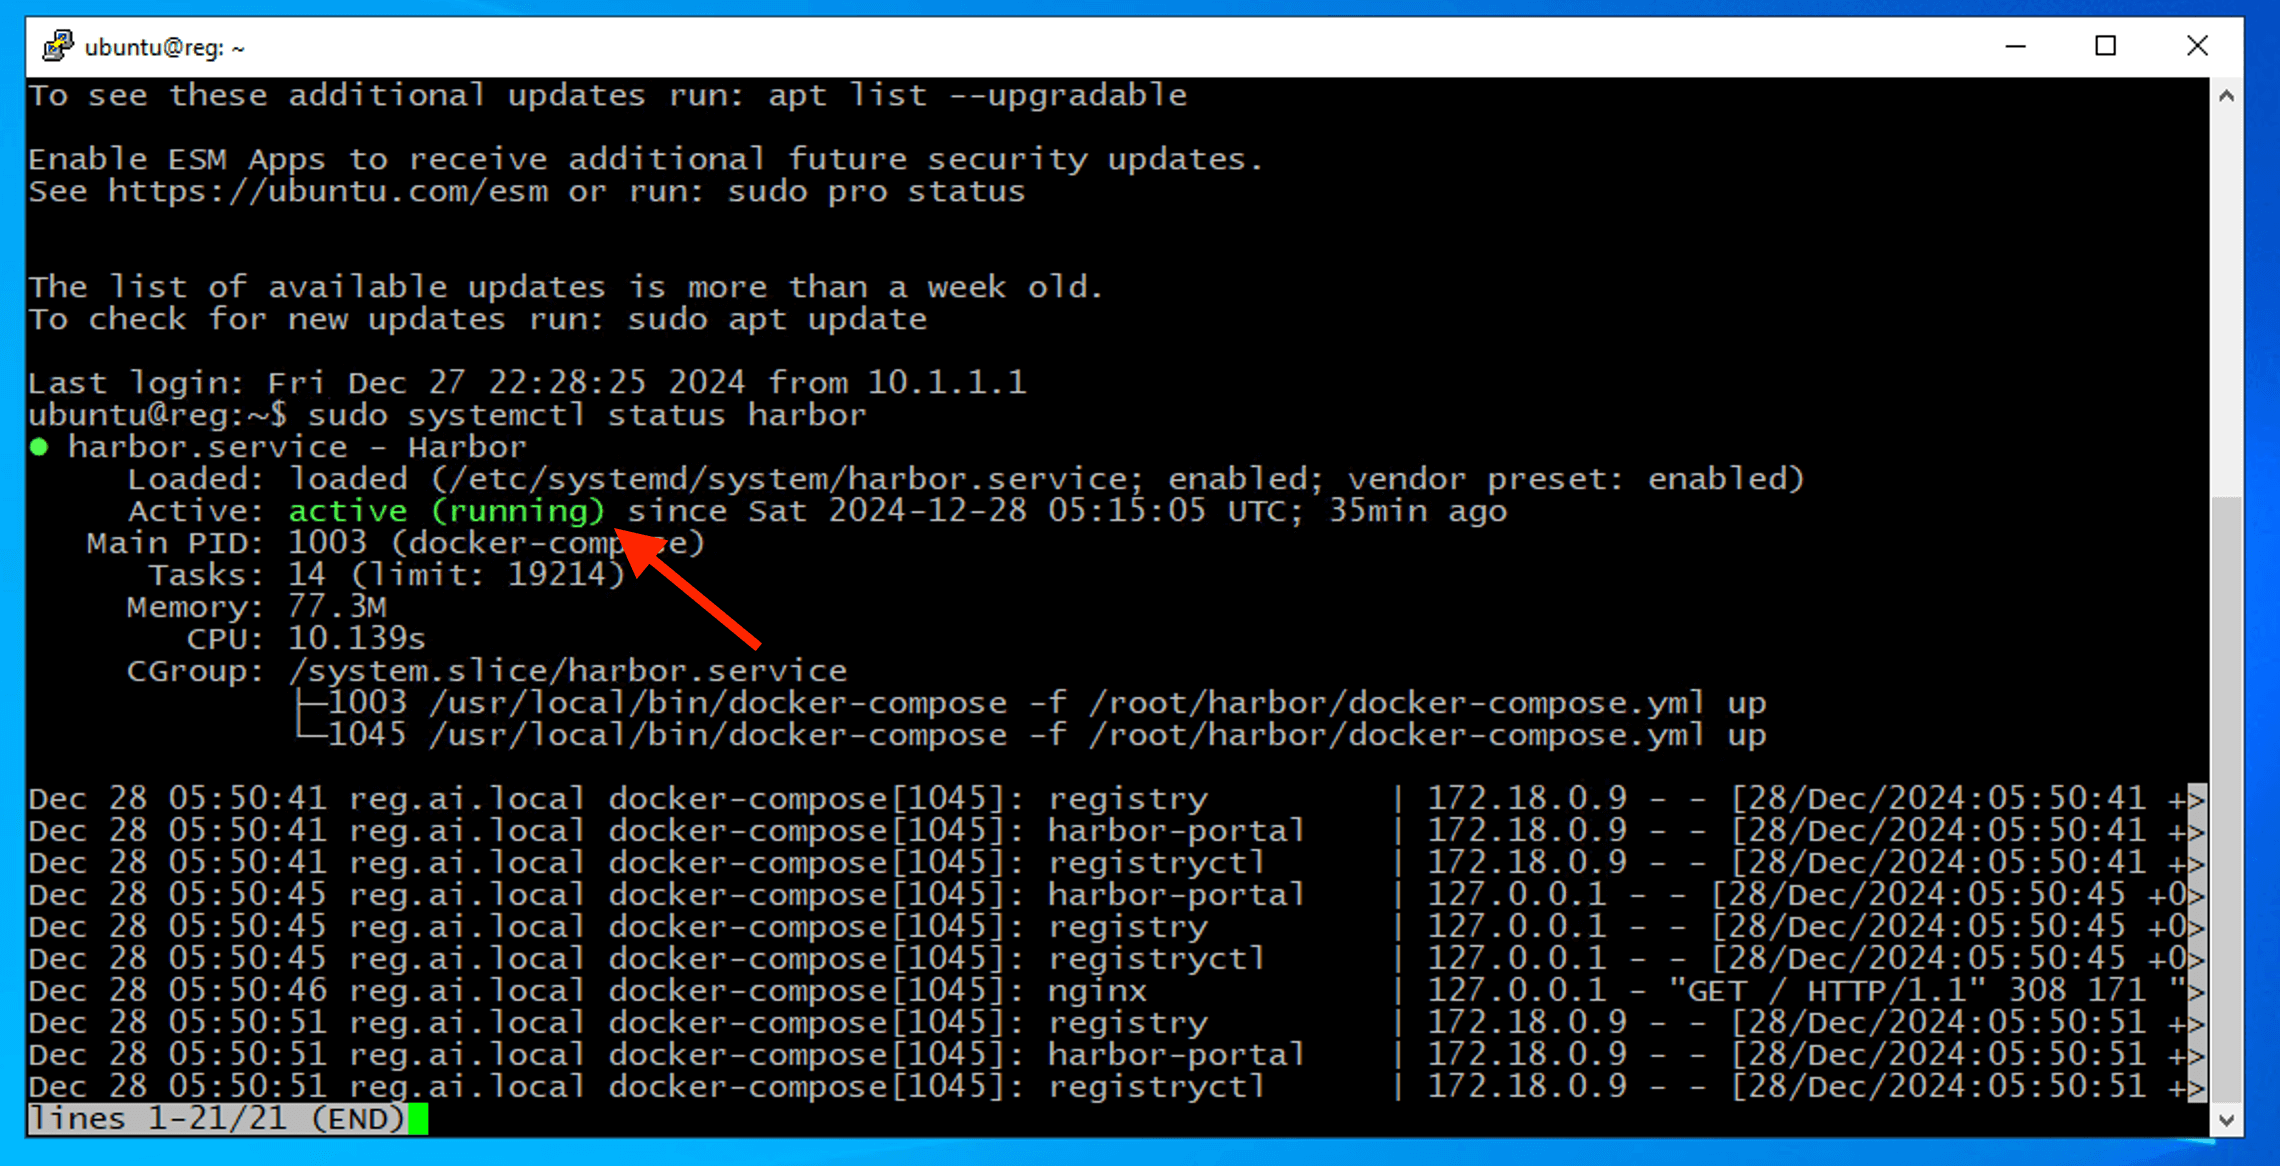 ubuntu@reg: ~
To see these additional updates run: apt list --upgradable
Enable ESM Apps to receive additional future security updates.
See https://ubuntu.com/esm or run: sudo pro status
The list of available updates is more than a week old.
To check for new updates run: sudo apt update
Last login: Fri Dec 27 22:28:25 2024 from 10.1.1.1
ubuntu@reg:~$ sudo systemctl status harbor
● harbor.service - Harbor
Loaded: loaded (/etc/systemd/system/harbor.service; enabled; vendor preset: enabled)
Active: active (running) since Sat 2024-12-28 05:15:05 UTC; 35min ago
Main PID: 1003 (docker-compose)
Tasks: 14 (limit: 19214)
Memory: 77.3M
CPU: 10.139s
CGroup: /system.slice/harbor.service
├─1003 /usr/local/bin/docker-compose -f /root/harbor/docker-compose.yml up
└─1045 /usr/local/bin/docker-compose -f /root/harbor/docker-compose.yml up
Dec 28 05:50:41 reg.ai.local docker-compose[1045]: registry | 172.18.0.9 - - [28/Dec/2024:05:50:41 +>
Dec 28 05:50:41 reg.ai.local docker-compose[1045]: harbor-portal | 172.18.0.9 - - [28/Dec/2024:05:50:41 +>
Dec 28 05:50:41 reg.ai.local docker-compose[1045]: registryctl | 172.18.0.9 - - [28/Dec/2024:05:50:41 +>
Dec 28 05:50:45 reg.ai.local docker-compose[1045]: harbor-portal | 127.0.0.1 - - [28/Dec/2024:05:50:45 +0>
Dec 28 05:50:45 reg.ai.local docker-compose[1045]: registry | 127.0.0.1 - - [28/Dec/2024:05:50:45 +0>
Dec 28 05:50:45 reg.ai.local docker-compose[1045]: registryctl | 127.0.0.1 - - [28/Dec/2024:05:50:45 +0>
Dec 28 05:50:46 reg.ai.local docker-compose[1045]: nginx | 127.0.0.1 - "GET / HTTP/1.1" 308 171 ">
Dec 28 05:50:51 reg.ai.local docker-compose[1045]: registry | 172.18.0.9 - - [28/Dec/2024:05:50:51 +>
Dec 28 05:50:51 reg.ai.local docker-compose[1045]: harbor-portal | 172.18.0.9 - - [28/Dec/2024:05:50:51 +>
Dec 28 05:50:51 reg.ai.local docker-compose[1045]: registryctl | 172.18.0.9 - - [28/Dec/2024:05:50:51 +>
lines 1-21/21 (END)